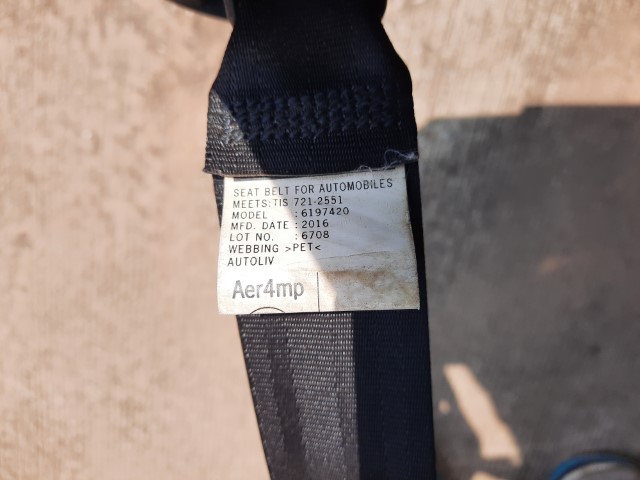 SEAT BELT FOR AUTOMOBILES
MEETS:TIS 721-2551
MODEL : 6197420
MFD. DATE : 2016
LOT NO. : 6708
WEBBING >PET<
AUTOLIV
Aer4mp